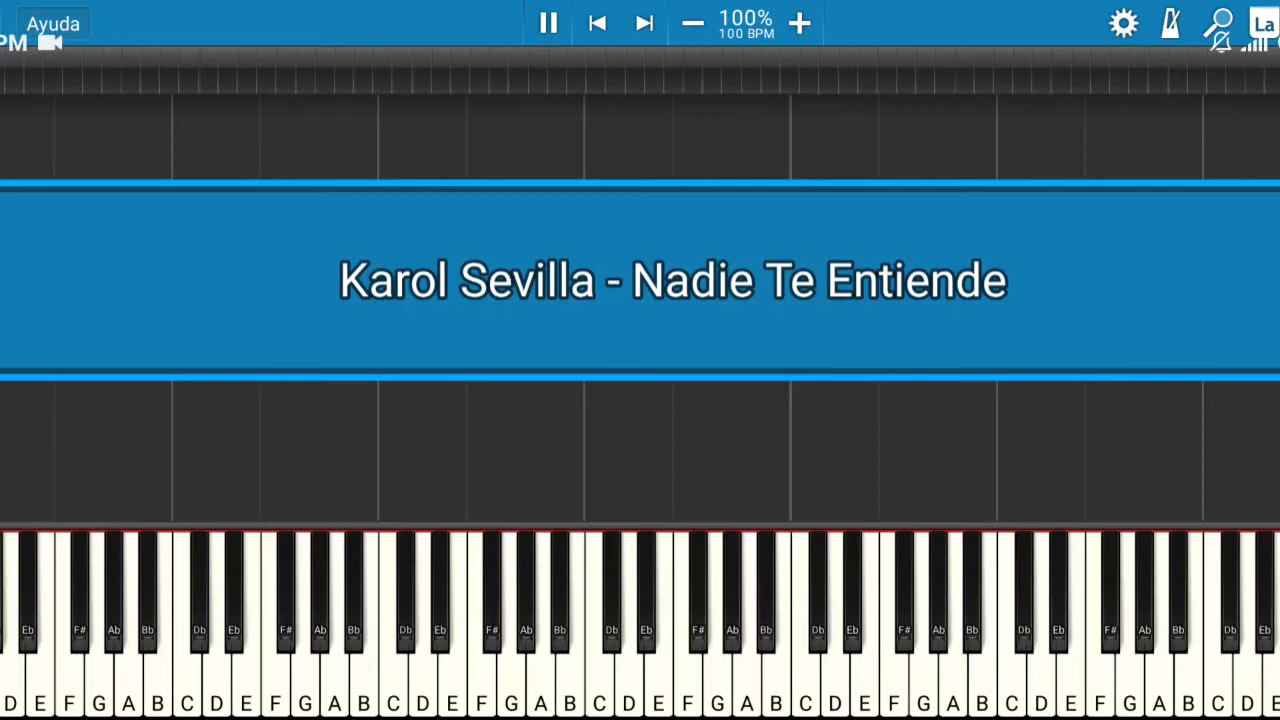 Ayuda
100%
100 BPM
La
PM
Karol Sevilla - Nadie Te Entiende
Eb F# Ab Bb Db Eb F# Ab Bb Db Eb F# Ab Bb Db Eb F# Ab Bb Db Eb F# Ab Bb Db Eb F# Ab Bb Db Eb
D E F G A B C D E F G A B C D E F G A B C D E F G A B C D E F G A B C D E F G A B C D E